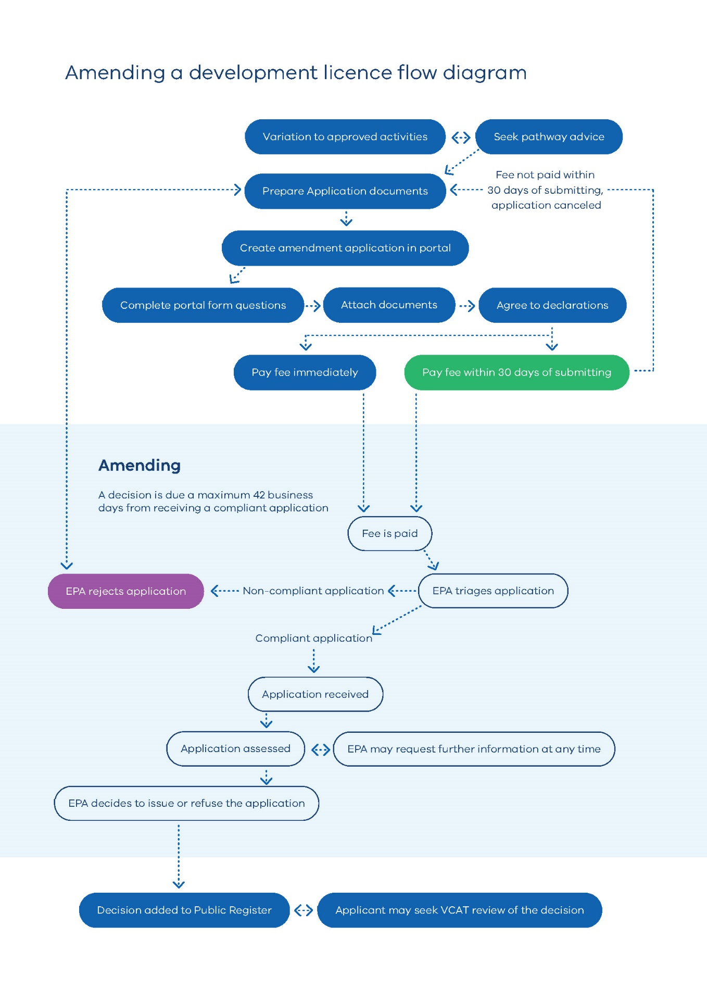 Amending a development licence flow diagram
Variation to approved activities
Seek pathway advice
Prepare Application documents
Fee not paid within
30 days of submitting,
application canceled
Create amendment application in portal
Complete portal form questions
Attach documents
Agree to declarations
Pay fee immediately
Pay fee within 30 days of submitting
Amending
A decision is due a maximum 42 business
days from receiving a compliant application
Fee is paid
EPA rejects application
Non-compliant application
EPA triages application
Compliant application
Application received
Application assessed
EPA may request further information at any time
EPA decides to issue or refuse the application
Decision added to Public Register
Applicant may seek VCAT review of the decision